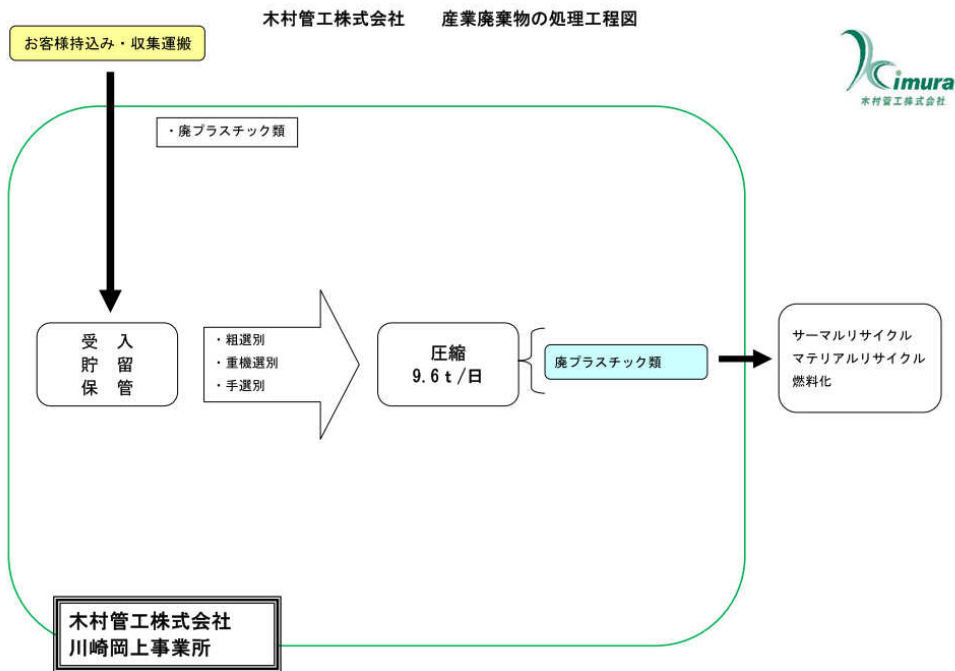 木村管工株式会社　　産業廃棄物の処理工程図
お客様持込み・収集運搬
Kimura
木村管工株式会社
・廃プラスチック類
受　入
貯　留
保　管
・粗選別
・重機選別
・手選別
圧縮
9.6ｔ/日
廃プラスチック類
サーマルリサイクル
マテリアルリサイクル
燃料化
木村管工株式会社
川崎岡上事業所